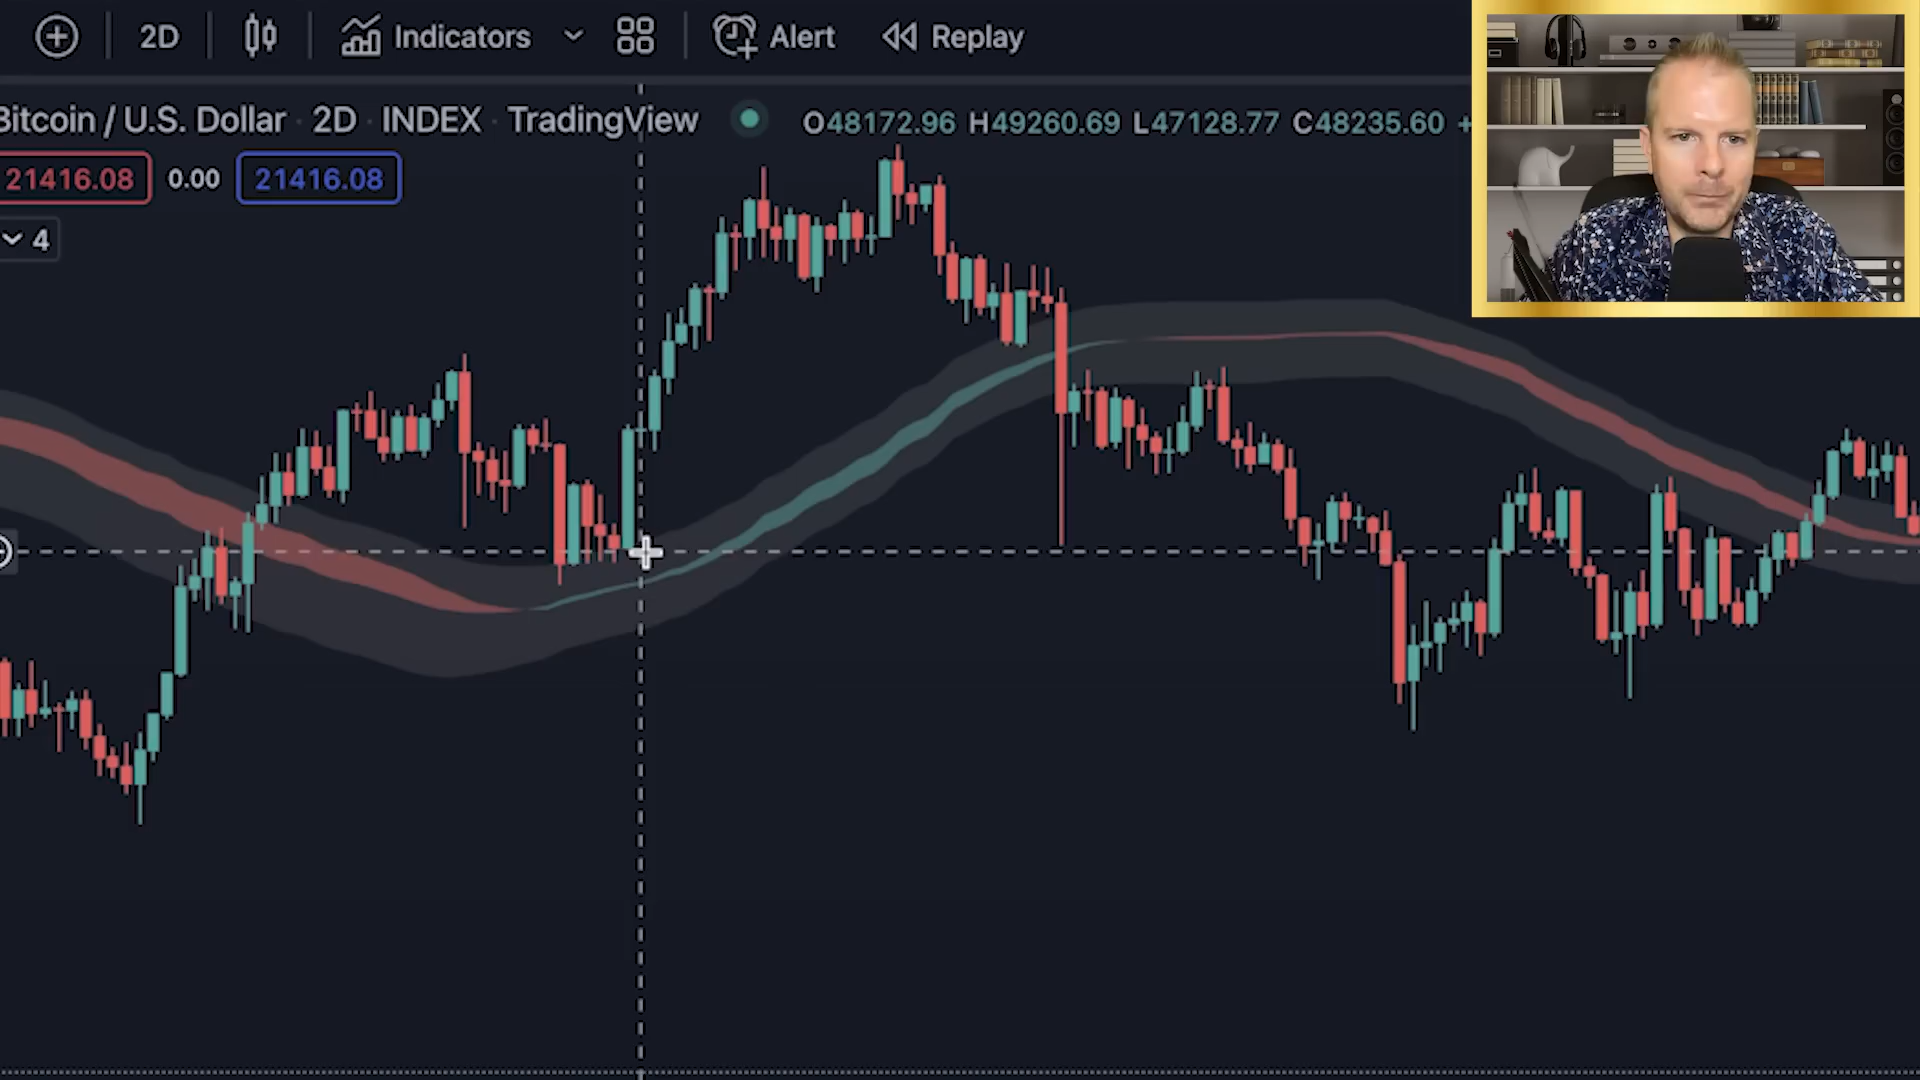 2D Indicators Alert Replay
Bitcoin / U.S. Dollar · 2D · INDEX · TradingView O48172.96 H49260.69 L47128.77 C48235.60 +
21416.08 0.00 21416.08
4